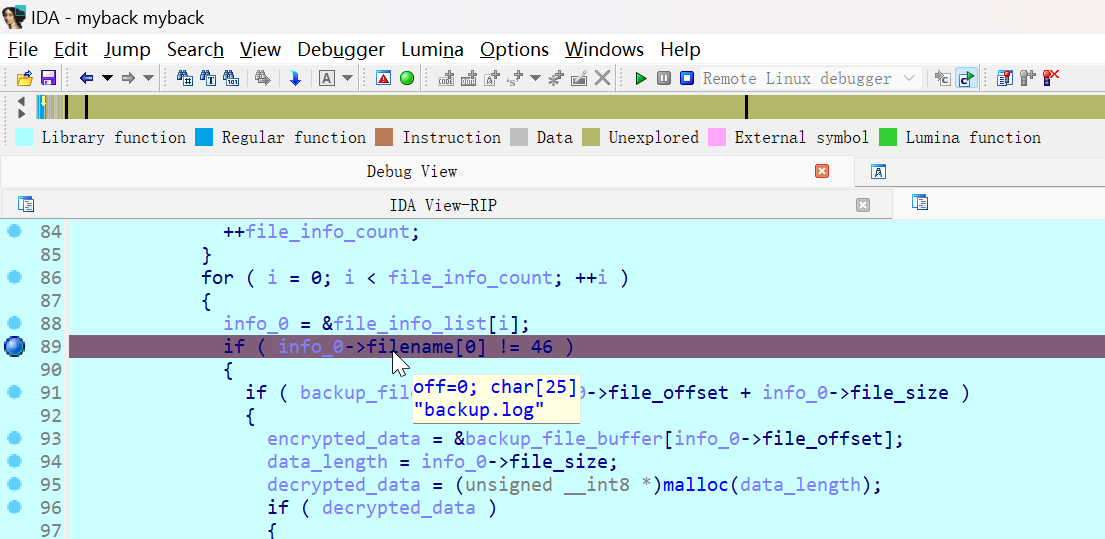 IDA - myback myback
File Edit Jump Search View Debugger Lumina Options Windows Help
Remote Linux debugger
Library function Regular function Instruction Data Unexplored External symbol Lumina function
Debug View
IDA View-RIP
84 ++file_info_count;
85 }
86 for ( i = 0; i < file_info_count; ++i )
87 {
88 info_0 = &file_info_list[i];
89 if ( info_0->filename[0] != 46 )
90 {
91 if ( backup_fil 0->file_offset + info_0->file_size )
off=0; char[25]
"backup.log"
92 {
93 encrypted_data = &backup_file_buffer[info_0->file_offset];
94 data_length = info_0->file_size;
95 decrypted_data = (unsigned __int8 *)malloc(data_length);
96 if ( decrypted_data )
97 {